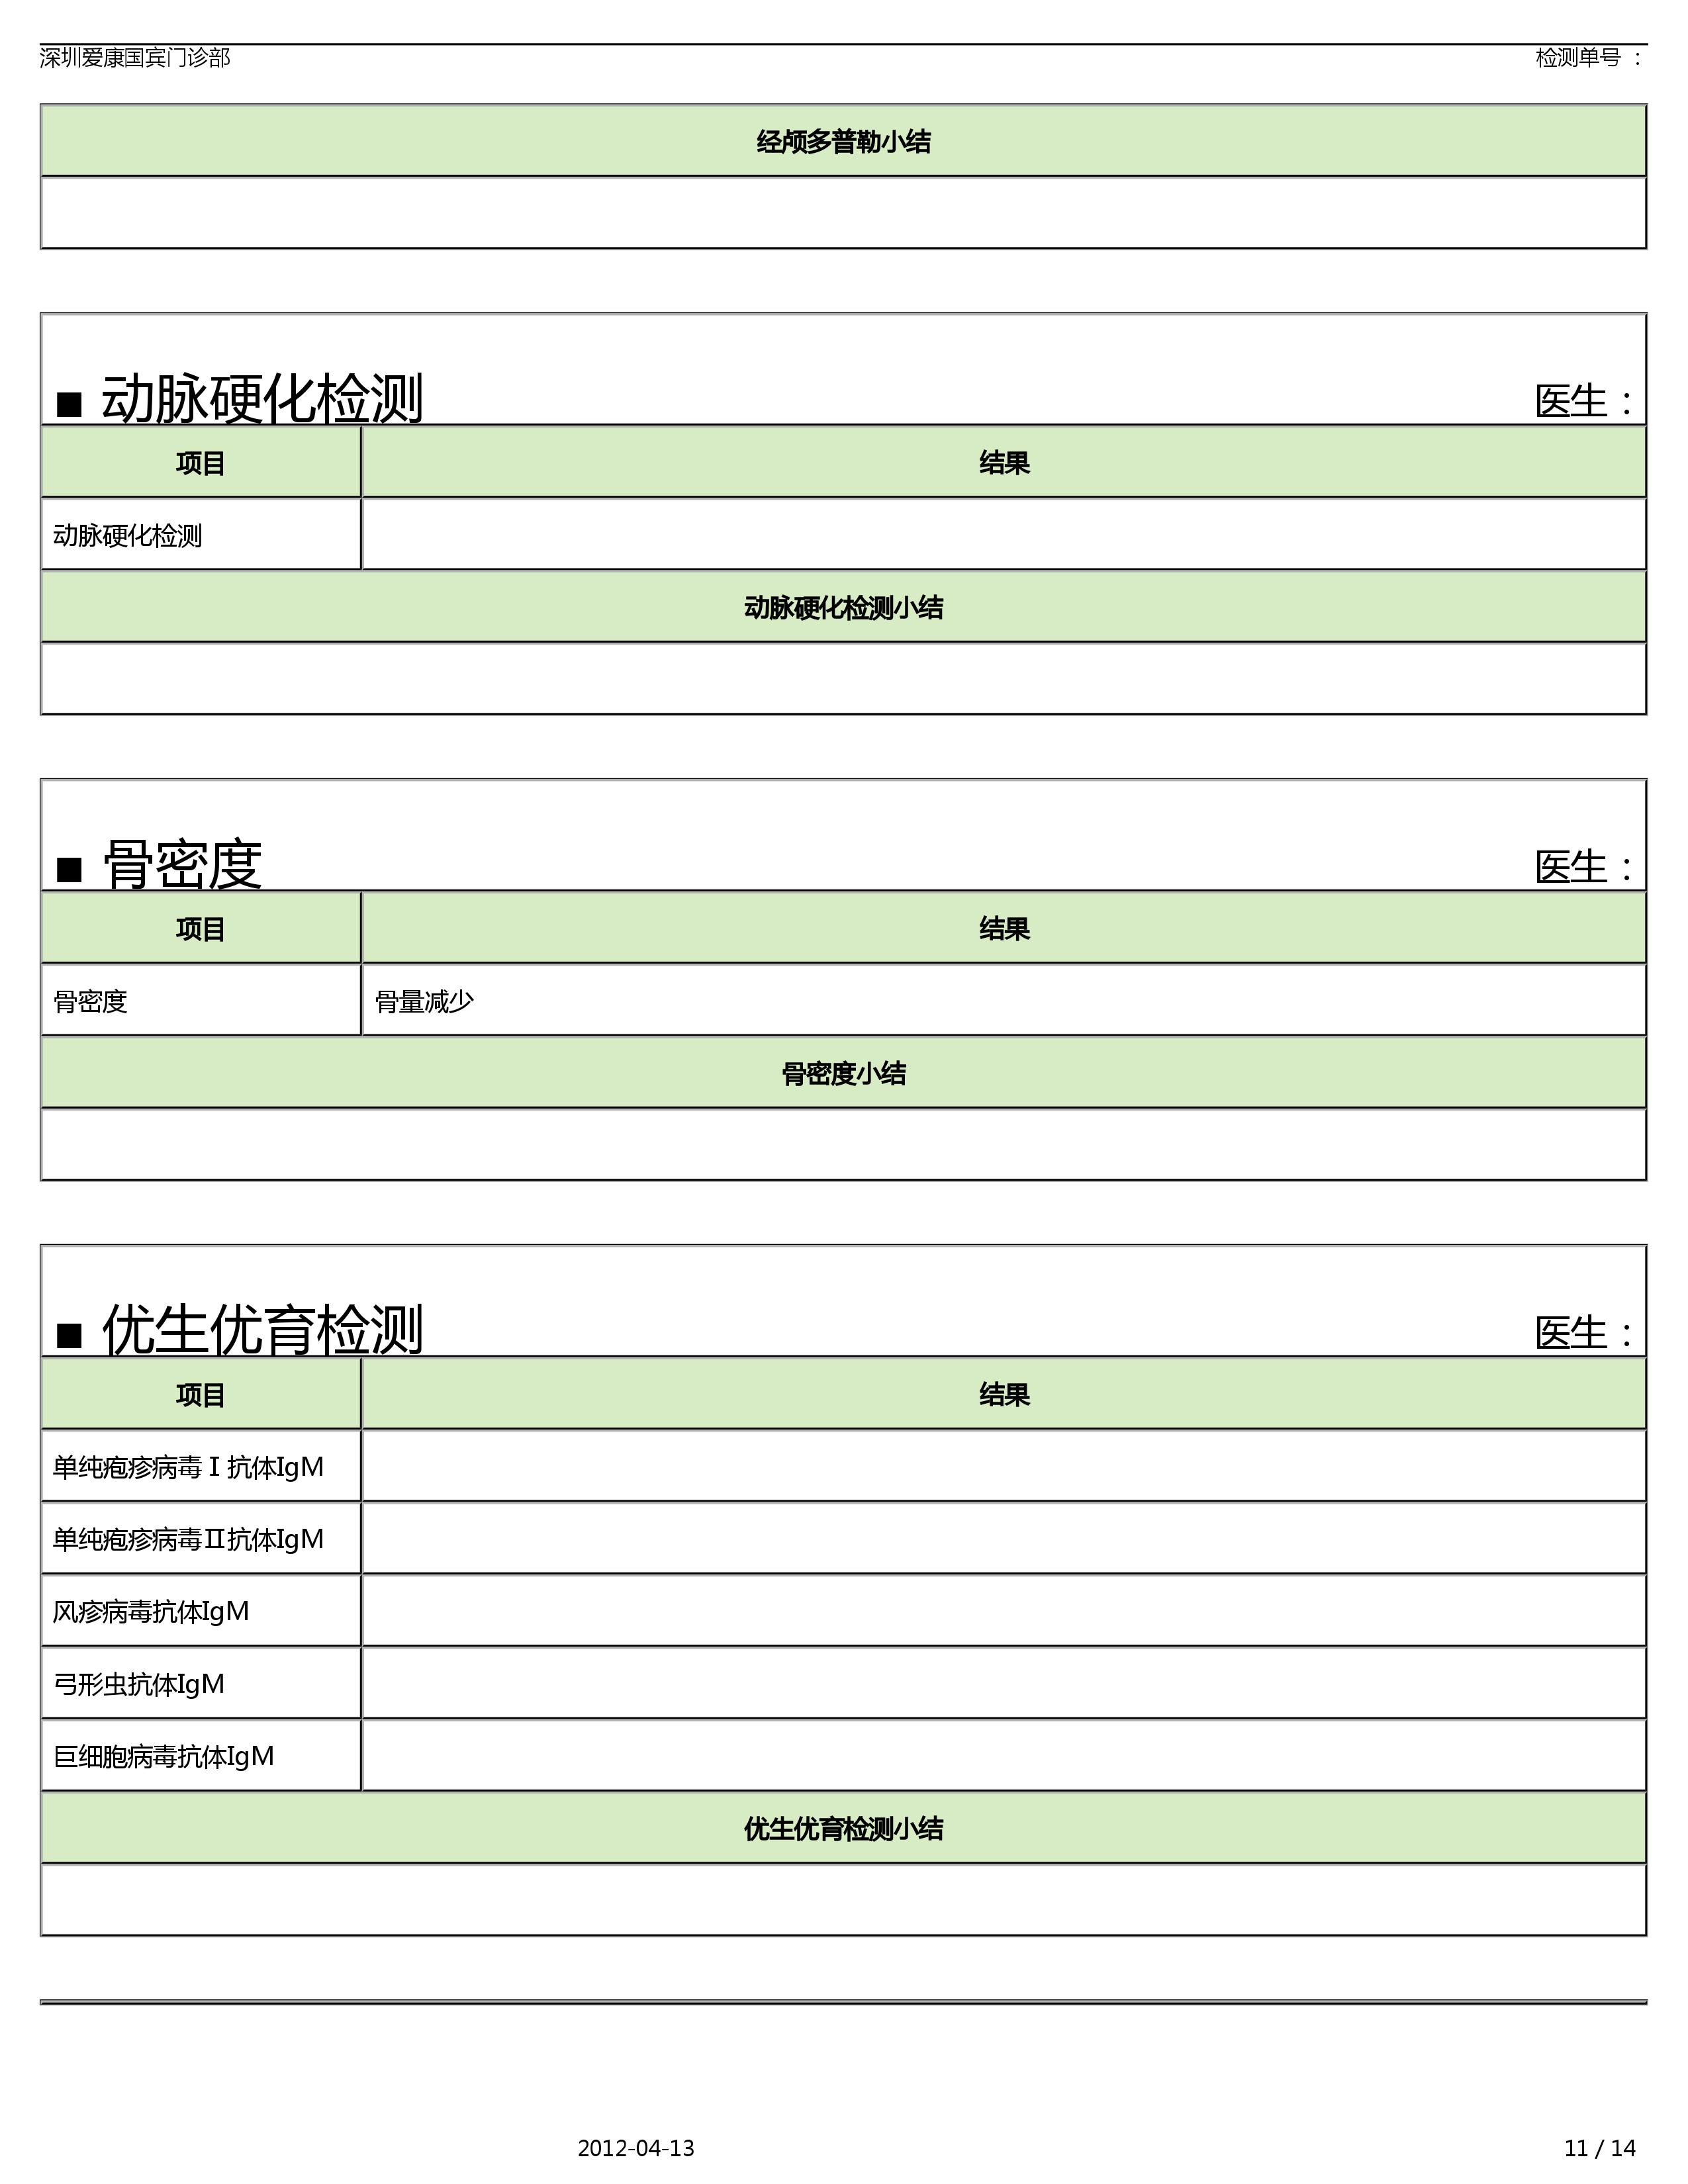 深圳爱康国宾门诊部 检测单号 :
经颅多普勒小结
■ 动脉硬化检测 医生 :
项目 结果
动脉硬化检测
动脉硬化检测小结
■ 骨密度 医生 :
项目 结果
骨密度 骨量减少
骨密度小结
■ 优生优育检测 医生 :
项目 结果
单纯疱疹病毒Ⅰ抗体IgM
单纯疱疹病毒Ⅱ抗体IgM
风疹病毒抗体IgM
弓形虫抗体IgM
巨细胞病毒抗体IgM
优生优育检测小结
2012-04-13 11 / 14